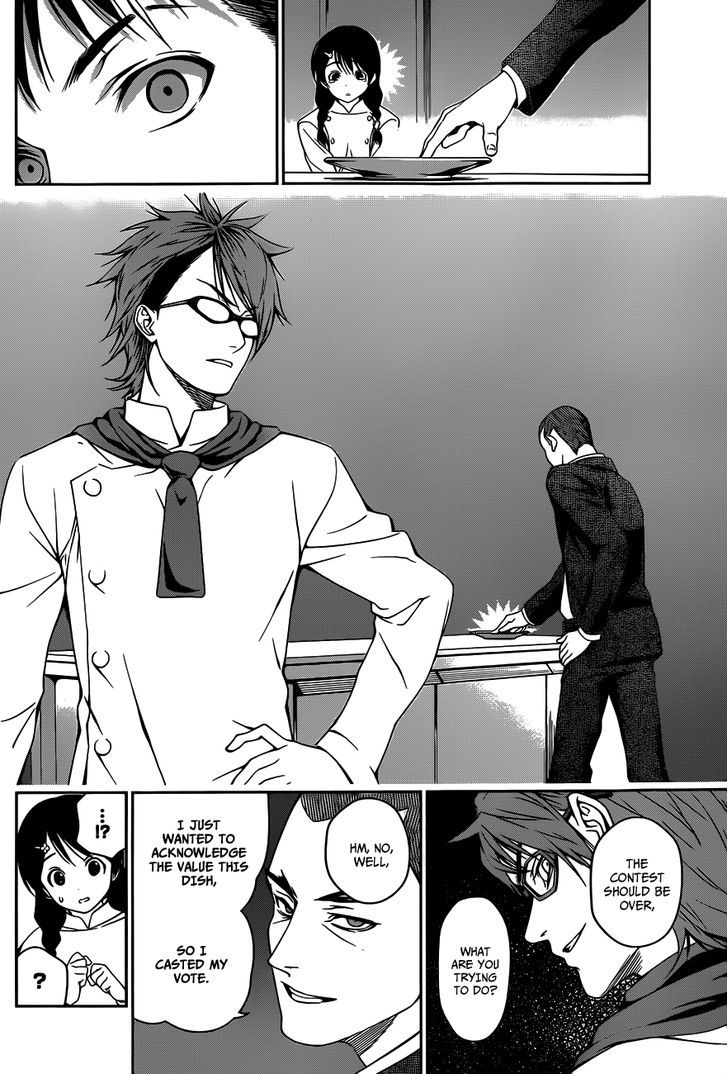 THE
CONTEST
SHOULD BE
OVER,
WHAT
ARE YOU
TRYING
TO DO?
HM, NO,
WELL,
I JUST
WANTED TO
ACKNOWLEDGE
THE VALUE THIS
DISH,
SO I
CASTED MY
VOTE.
...
!?
?